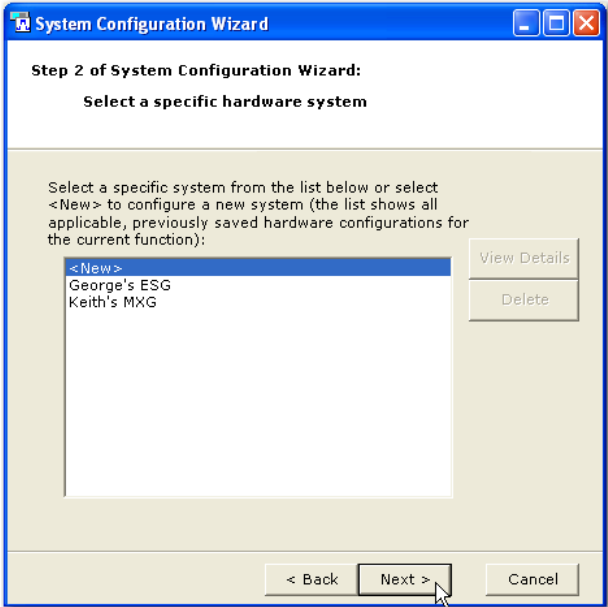 System Configuration Wizard
Step 2 of System Configuration Wizard:
Select a specific hardware system
Select a specific system from the list below or select
<New> to configure a new system (the list shows all
applicable, previously saved hardware configurations for
the current function):
<New>
George's ESG
Keith's MXG
View Details
Delete
< Back
Next >
Cancel